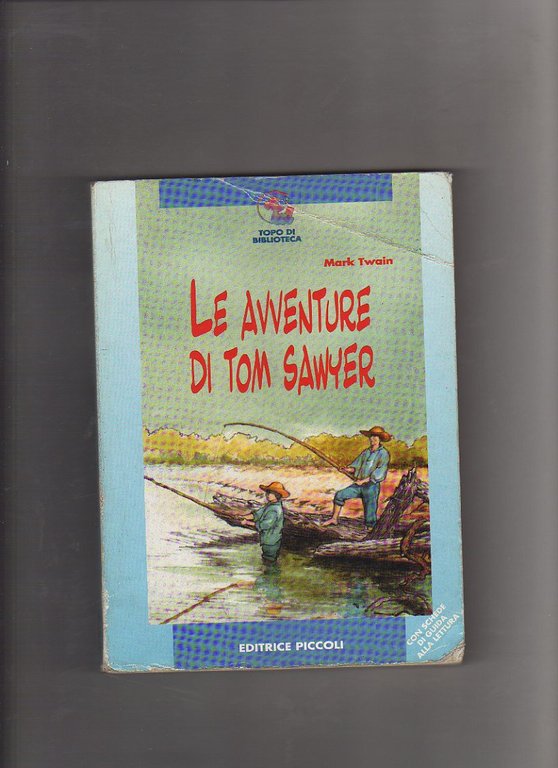 TOPO DI
BIBLIOTECA
Mark Twain
LE AVVENTURE
DI TOM SAWYER
EDITRICE PICCOLI
CON SCHEDE
DI GUIDA
ALLA LETTURA